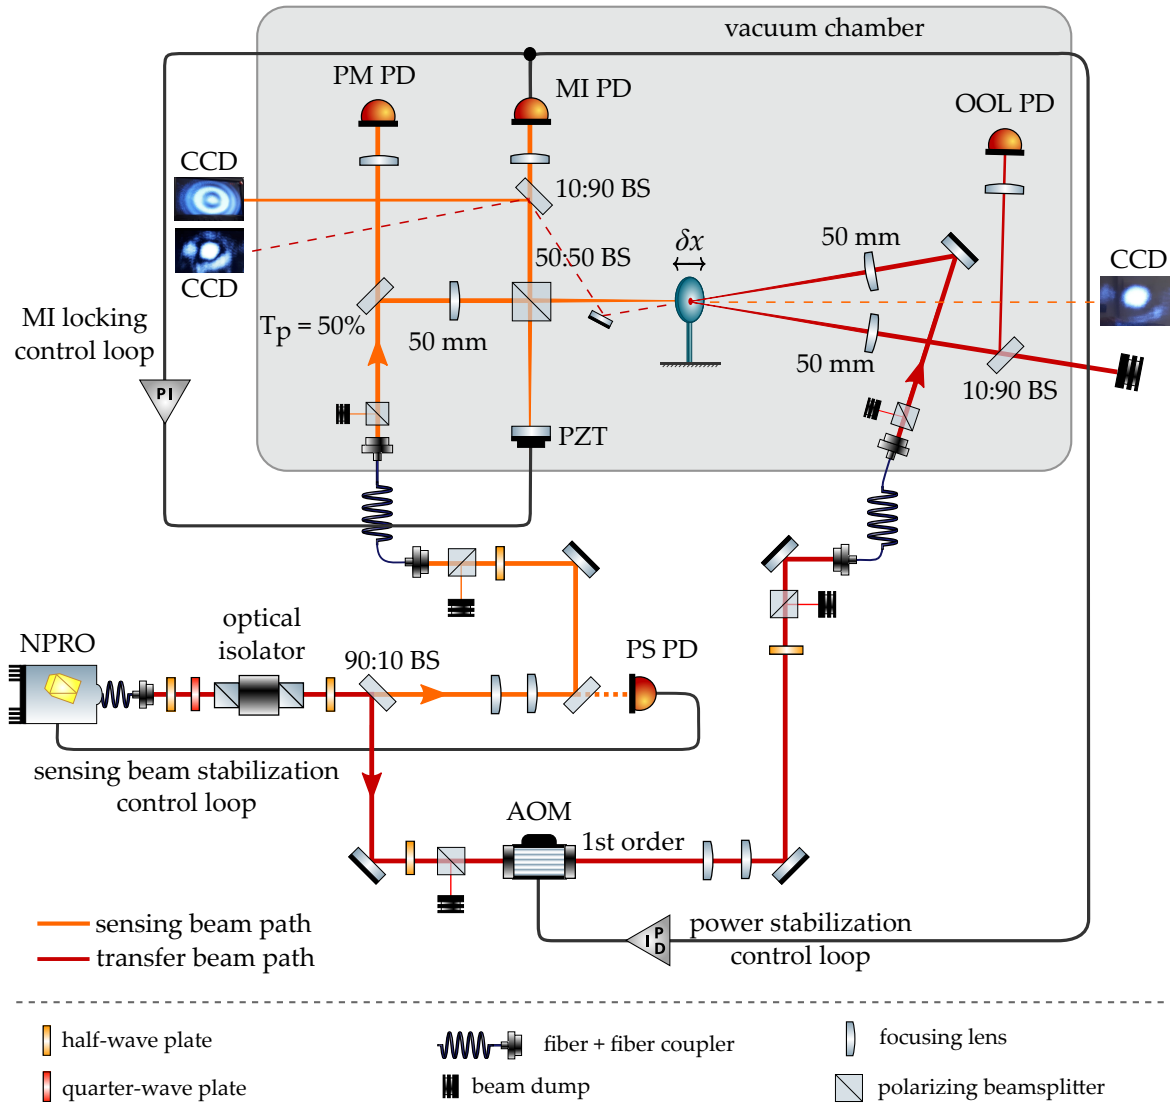 vacuum chamber
PM PD
MI PD
OOL PD
CCD
10:90 BS
CCD
50:50 BS
δx
50 mm
CCD
MI locking
control loop
Tp = 50%
50 mm
50 mm
10:90 BS
PI
PZT
NPRO
optical
isolator
90:10 BS
PS PD
sensing beam stabilization
control loop
AOM
1st order
sensing beam path
transfer beam path
P
I
D
power stabilization
control loop
half-wave plate
fiber + fiber coupler
focusing lens
quarter-wave plate
beam dump
polarizing beamsplitter